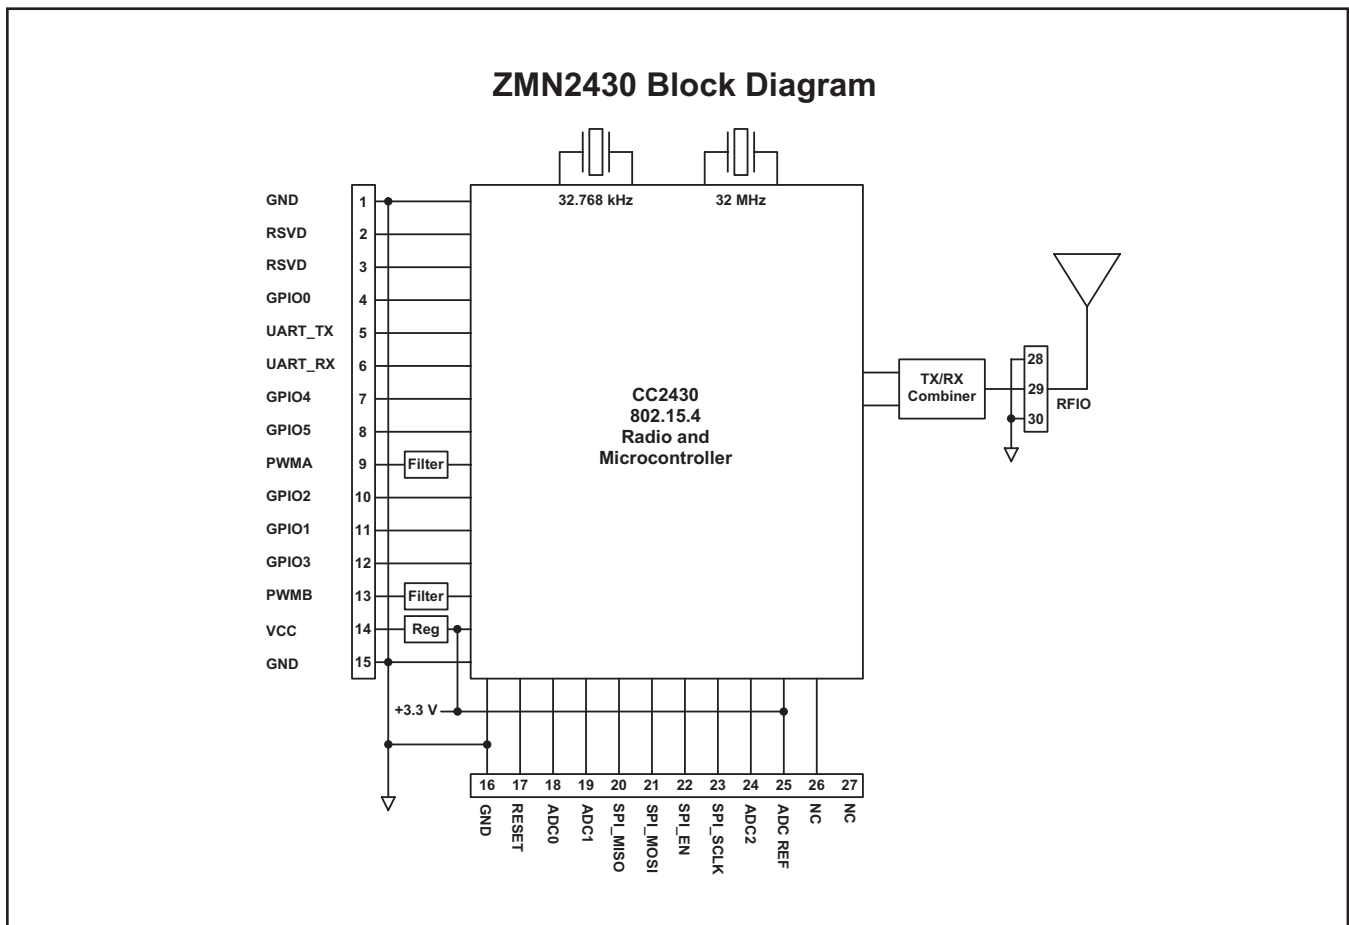 ZMN2430 Block Diagram
32.768 kHz
32 MHz
GND 1
RSVD 2
RSVD 3
GPIO0 4
UART_TX 5
UART_RX 6
GPIO4 7
GPIO5 8
PWMA 9 Filter
GPIO2 10
GPIO1 11
GPIO3 12
PWMB 13 Filter
VCC 14 Reg
GND 15
CC2430
802.15.4
Radio and
Microcontroller
TX/RX
Combiner
28
29
30
RFIO
+3.3 V
16 17 18 19 20 21 22 23 24 25 26 27
GND
RESET
ADC0
ADC1
SPI_MISO
SPI_MOSI
SPI_EN
SPI_SCLK
ADC2
ADC REF
NC
NC